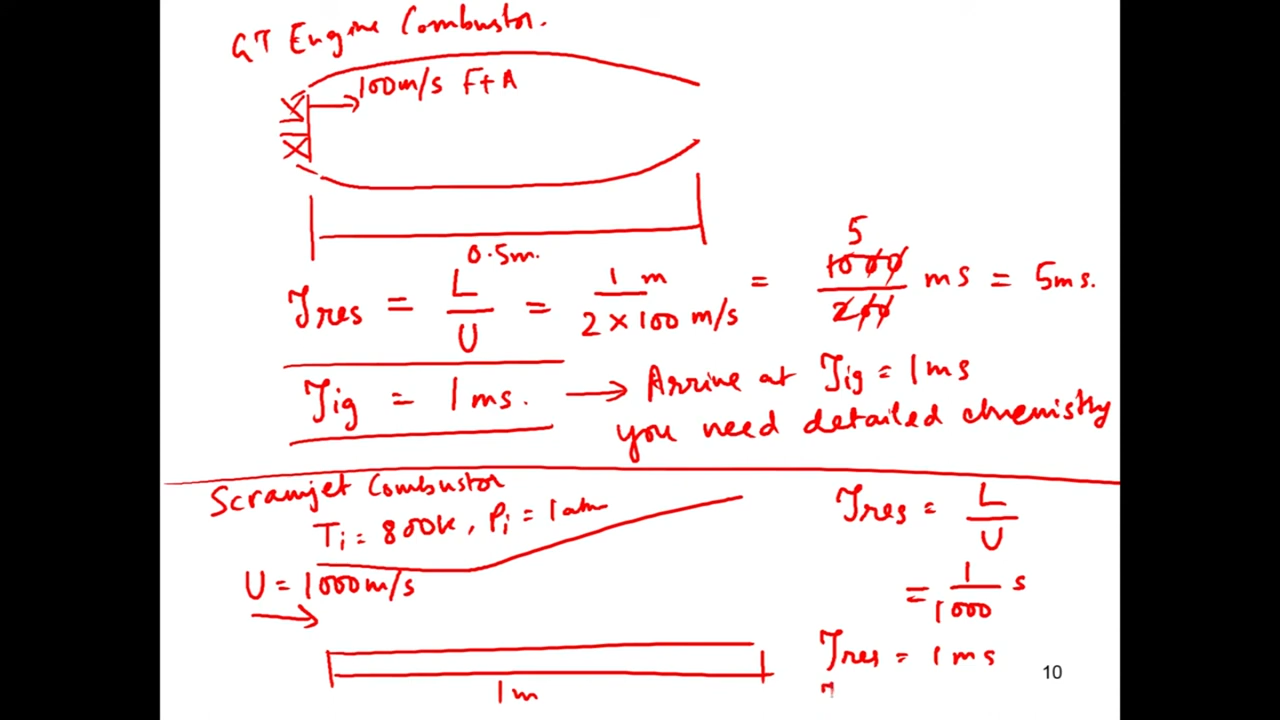 GT Engine Combustor.
100m/s F+A
0.5m.
τres = L/U = 1 m / 2 × 100 m/s = 5 1000/200 ms = 5ms.
τig = 1ms. → Arrive at τig = 1ms
you need detailed chemistry
Scramjet Combustor
Ti = 800K, Pi = 1atm
U = 1000m/s
1m
τres = L/U
= 1/1000 s
τres = 1ms
10